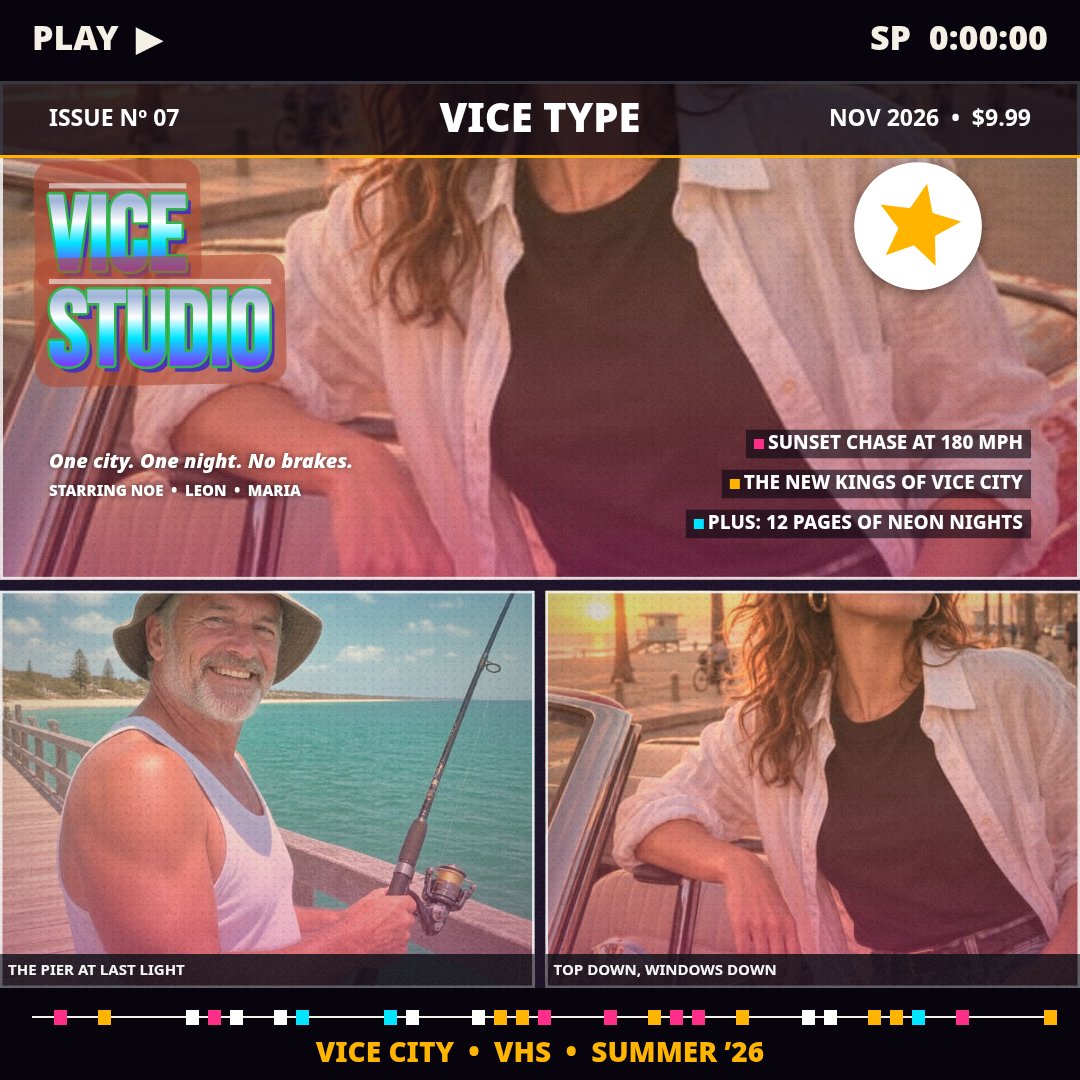 PLAY ▶
SP 0:00:00
ISSUE Nº 07
VICE TYPE
NOV 2026 • $9.99
VICE
STUDIO
One city. One night. No brakes.
STARRING NOE • LEON • MARIA
SUNSET CHASE AT 180 MPH
THE NEW KINGS OF VICE CITY
PLUS: 12 PAGES OF NEON NIGHTS
THE PIER AT LAST LIGHT
TOP DOWN, WINDOWS DOWN
VICE CITY • VHS • SUMMER ’26